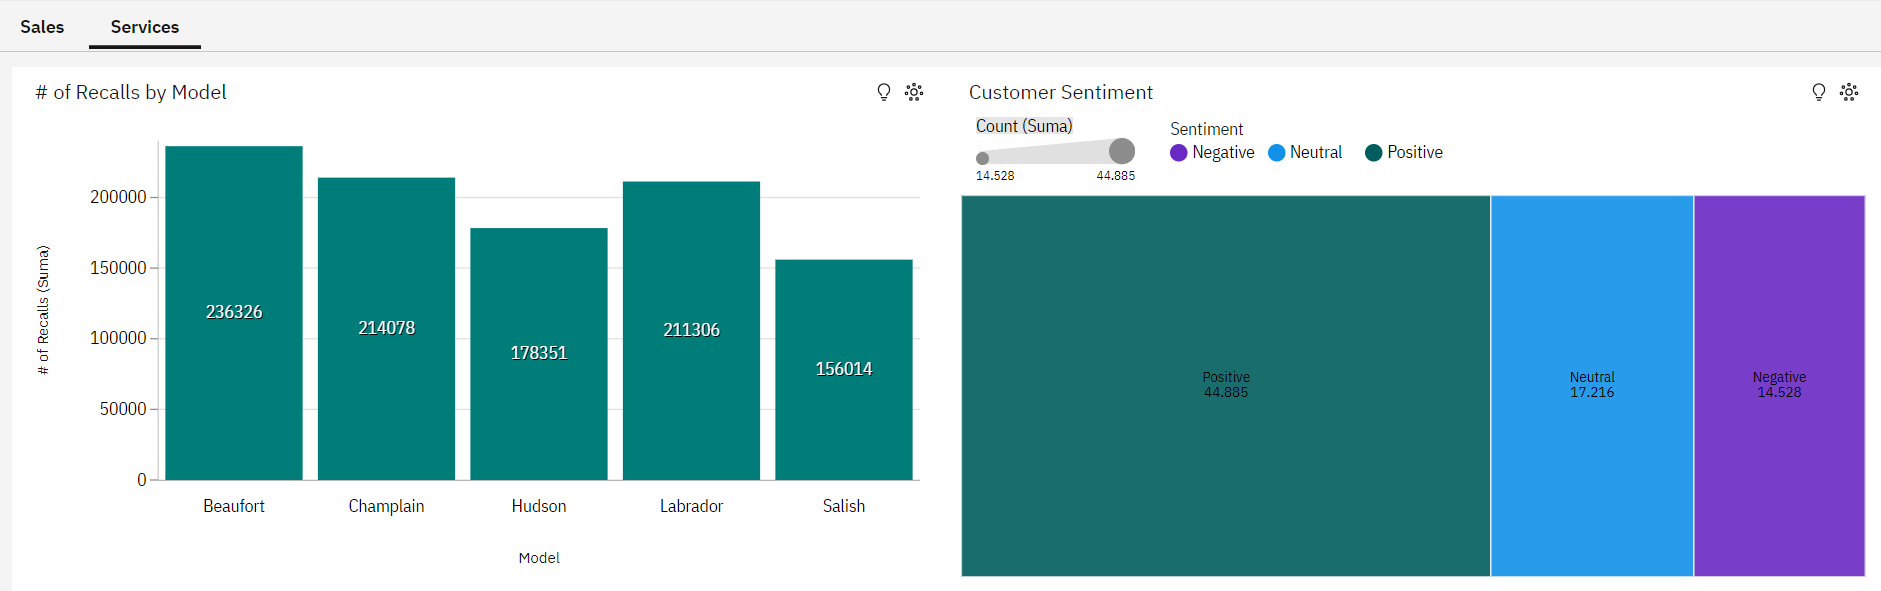 Sales
Services
# of Recalls by Model
# of Recalls (Suma)
200000
150000
100000
50000
0
236326
214078
178351
211306
156014
Beaufort
Champlain
Hudson
Labrador
Salish
Model
Customer Sentiment
Count (Suma)
14.528
44.885
Sentiment
Negative
Neutral
Positive
Positive
44.885
Neutral
17.216
Negative
14.528